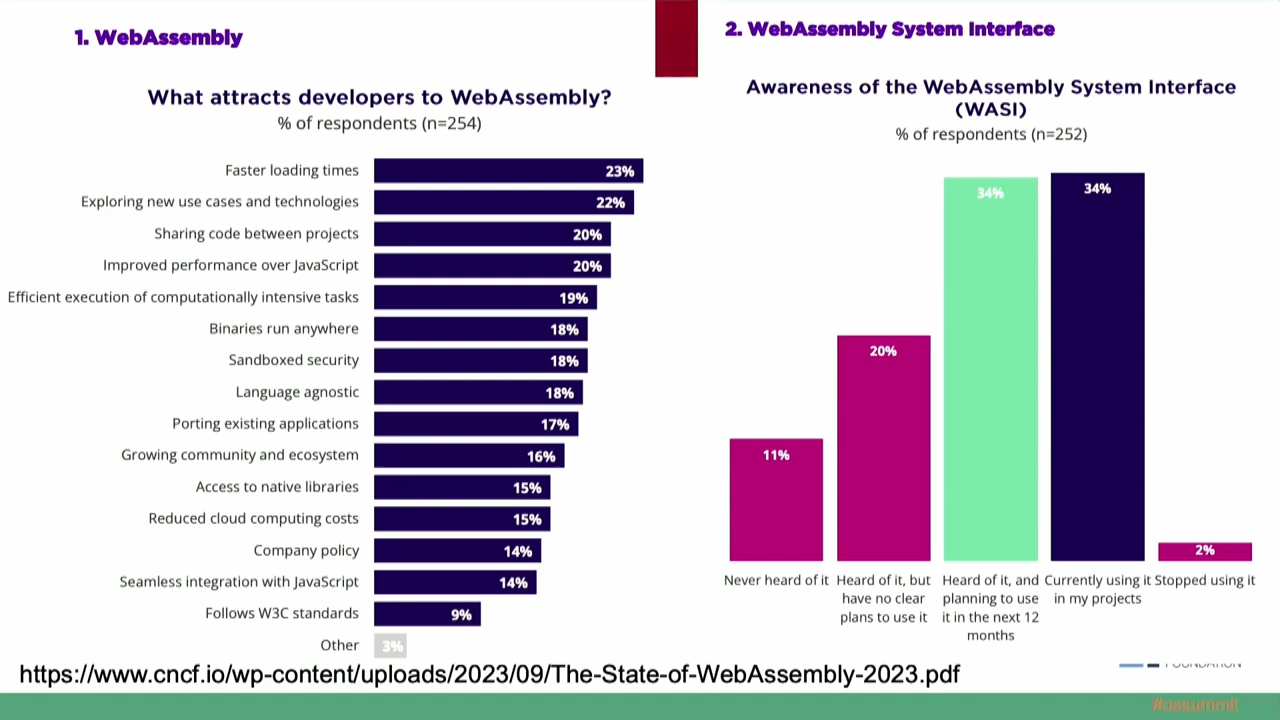 1. WebAssembly
What attracts developers to WebAssembly?
% of respondents (n=254)
Faster loading times 23%
Exploring new use cases and technologies 22%
Sharing code between projects 20%
Improved performance over JavaScript 20%
Efficient execution of computationally intensive tasks 19%
Binaries run anywhere 18%
Sandboxed security 18%
Language agnostic 18%
Porting existing applications 17%
Growing community and ecosystem 16%
Access to native libraries 15%
Reduced cloud computing costs 15%
Company policy 14%
Seamless integration with JavaScript 14%
Follows W3C standards 9%
Other 3%
2. WebAssembly System Interface
Awareness of the WebAssembly System Interface
(WASI)
% of respondents (n=252)
11%
20%
34%
34%
2%
Never heard of it
Heard of it, but
have no clear
plans to use it
Heard of it, and
planning to use
it in the next 12
months
Currently using it
in my projects
Stopped using it
FOUNDATION
https://www.cncf.io/wp-content/uploads/2023/09/The-State-of-WebAssembly-2023.pdf
#ossummit